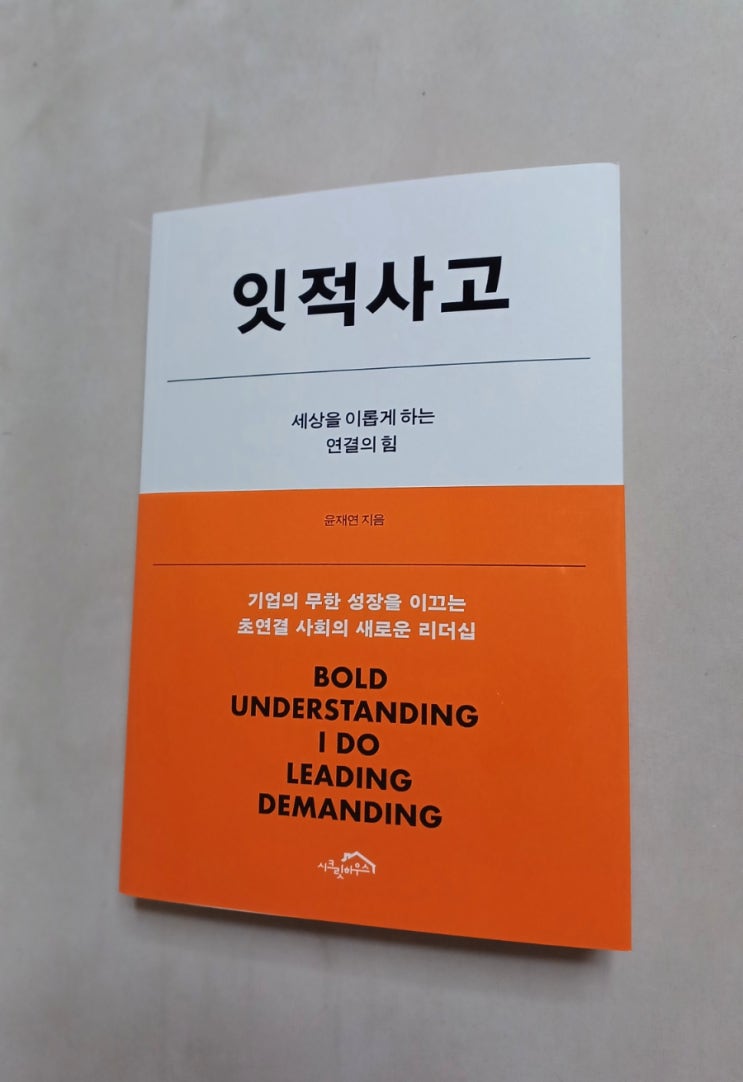 잇적사고
세상을 이롭게 하는
연결의 힘
윤재연 지음
기업의 무한 성장을 이끄는
초연결 사회의 새로운 리더십
BOLD
UNDERSTANDING
I DO
LEADING
DEMANDING
시크릿하우스